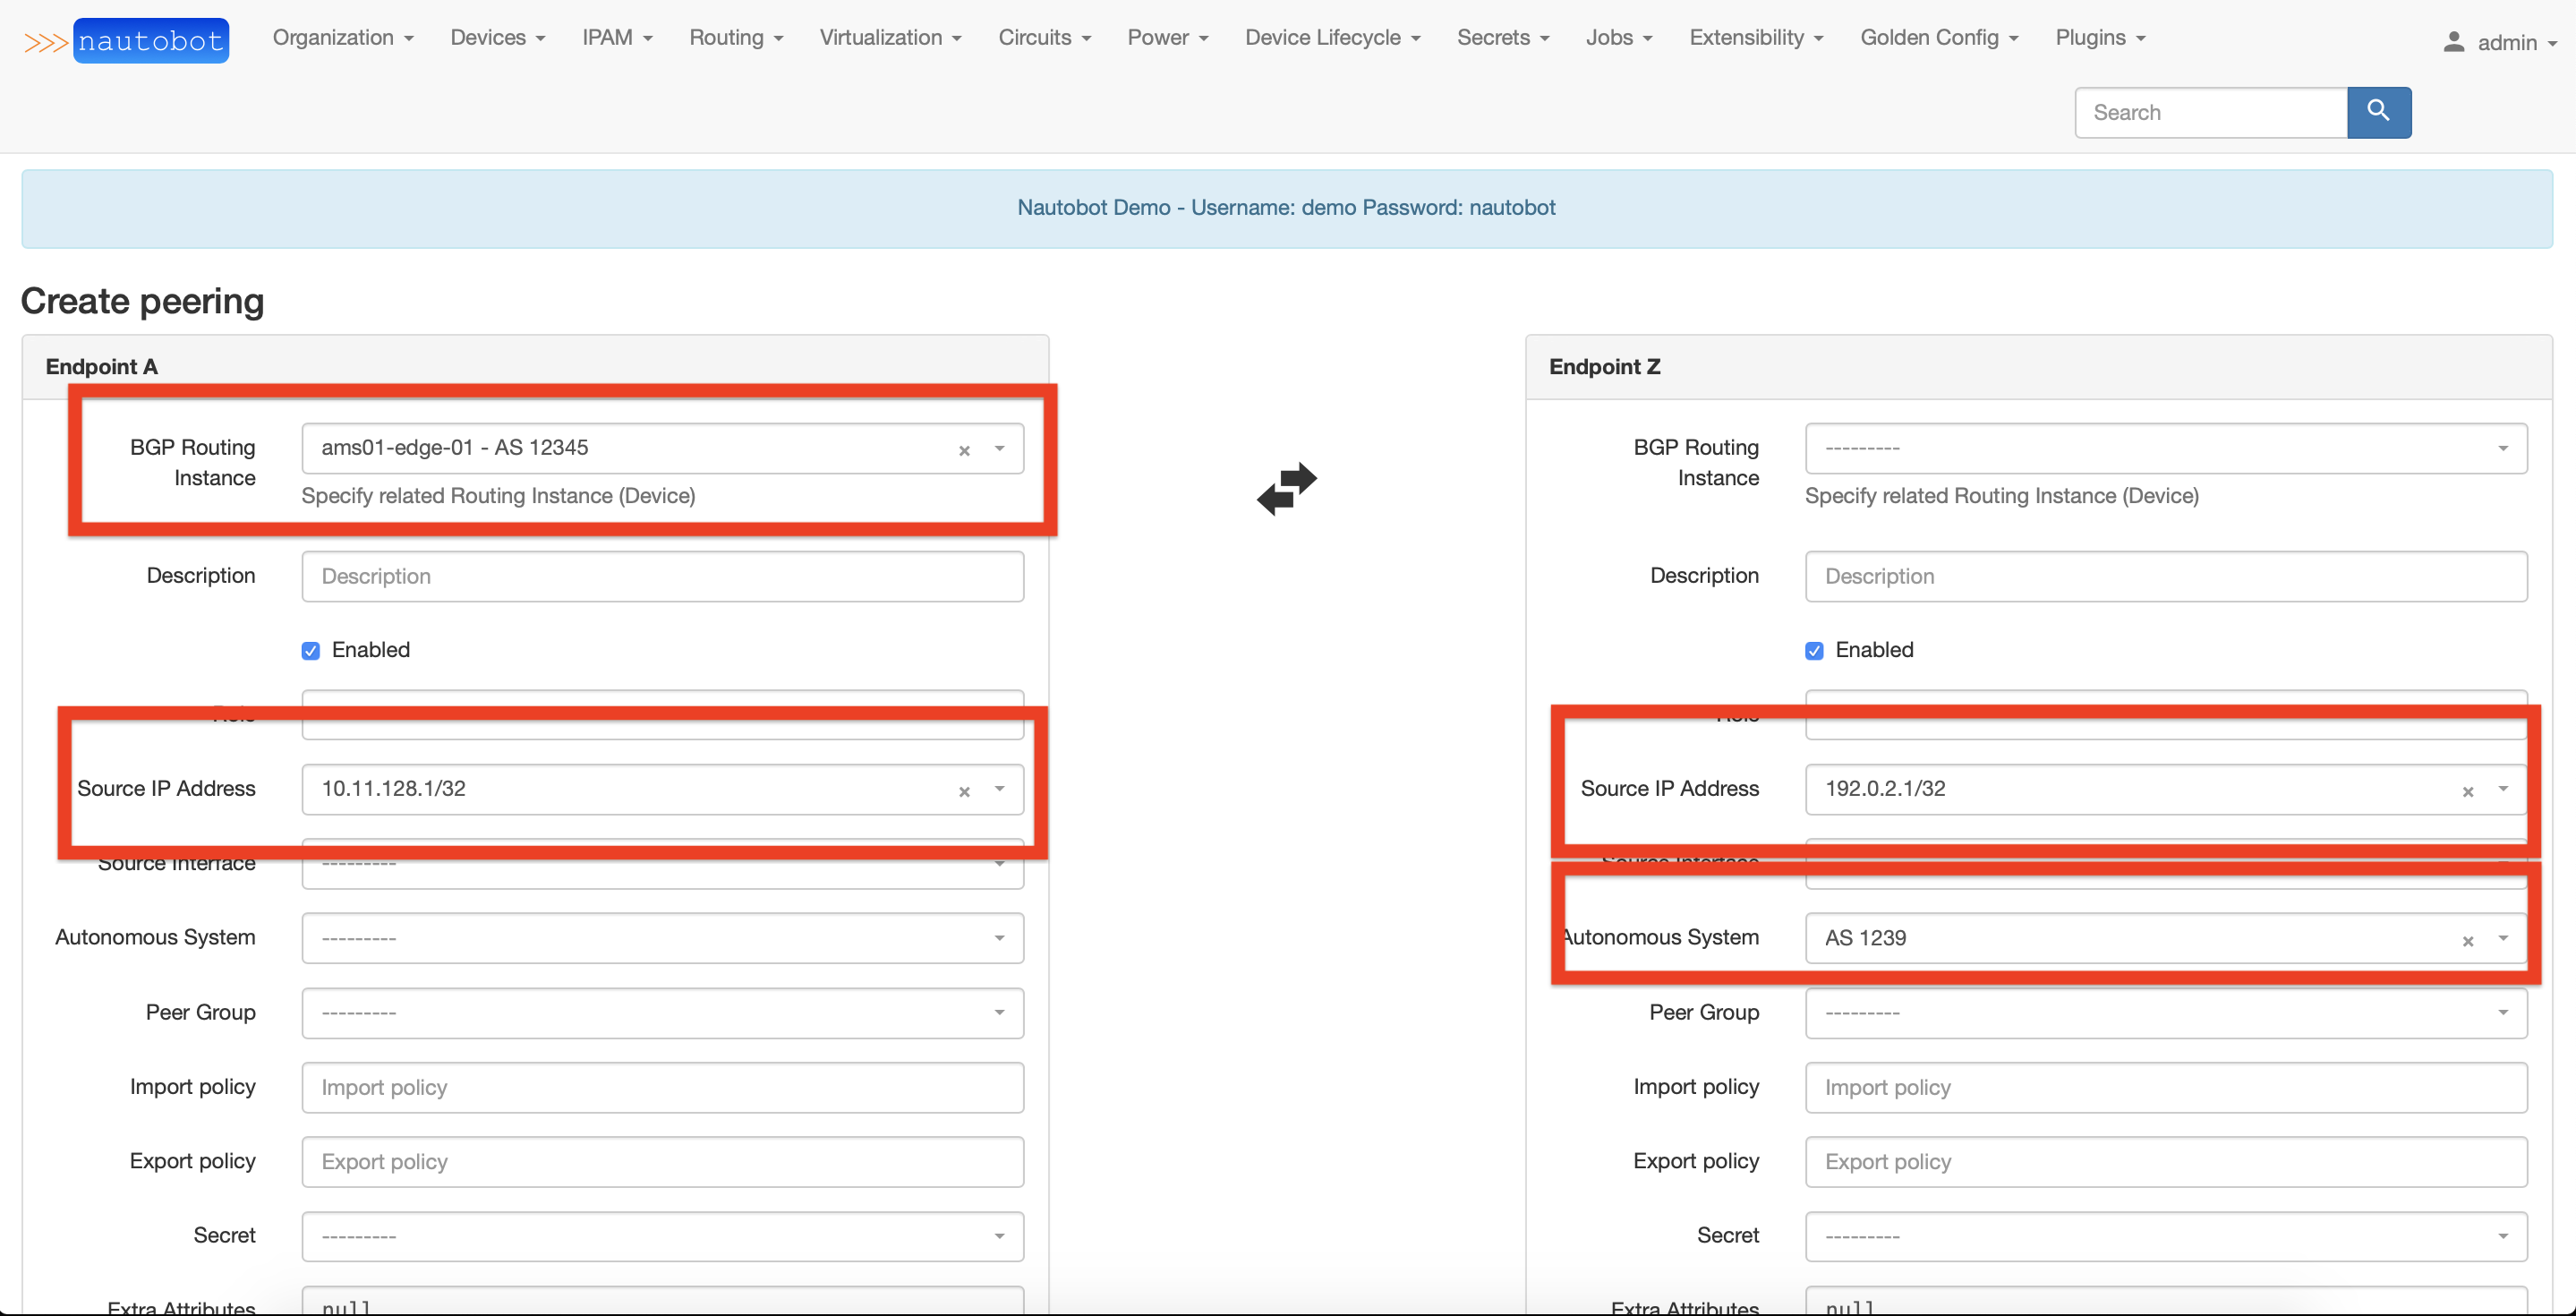 >>> nautobot
Organization Devices IPAM Routing Virtualization Circuits Power Device Lifecycle Secrets Jobs Extensibility Golden Config Plugins admin
Search
Nautobot Demo - Username: demo Password: nautobot
Create peering
Endpoint A
BGP Routing Instance
ams01-edge-01 - AS 12345
×
Specify related Routing Instance (Device)
Description
Description
Enabled
Source IP Address
10.11.128.1/32
×
Source Interface
---------
Autonomous System
---------
Peer Group
---------
Import policy
Import policy
Export policy
Export policy
Secret
---------
Extra Attributes
null
Endpoint Z
BGP Routing Instance
---------
Specify related Routing Instance (Device)
Description
Description
Enabled
Source IP Address
192.0.2.1/32
×
Source Interface
Autonomous System
AS 1239
×
Peer Group
---------
Import policy
Import policy
Export policy
Export policy
Secret
---------
Extra Attributes
null